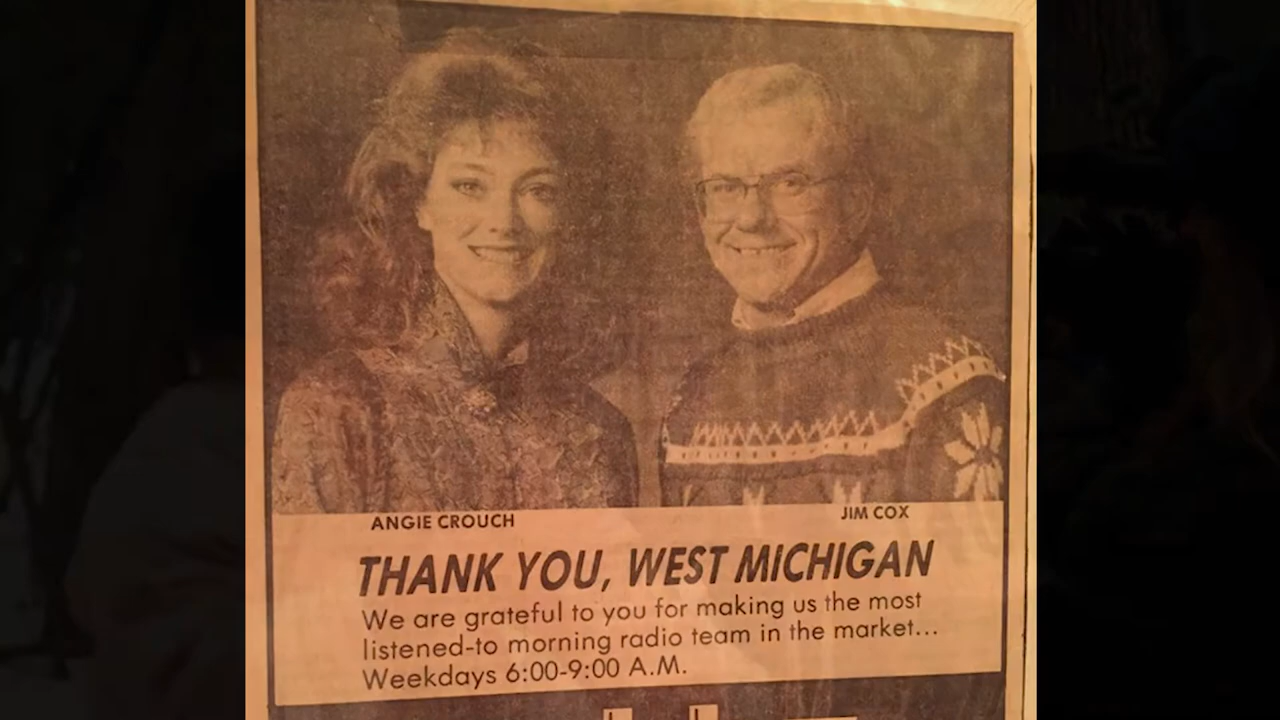 ANGIE CROUCH JIM COX
THANK YOU, WEST MICHIGAN
We are grateful to you for making us the most
listened-to morning radio team in the market...
Weekdays 6:00-9:00 A.M.